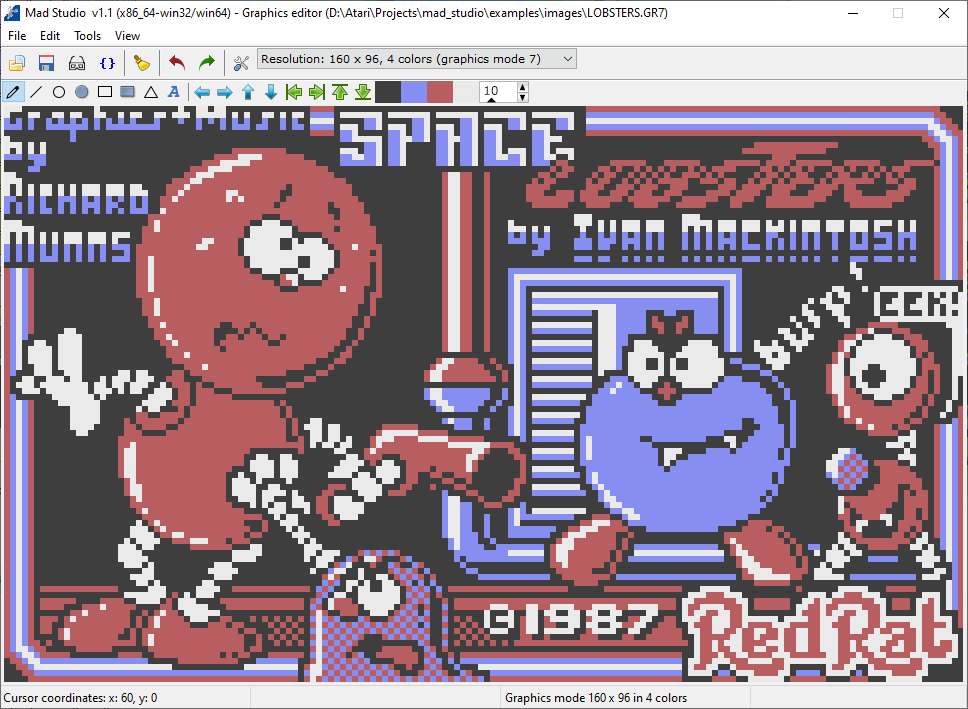 Mad Studio v1.1 (x86_64-win32/win64) - Graphics editor (D:\Atari\Projects\mad_studio\examples\images\LOBSTERS.GR7)
File Edit Tools View
{} Resolution: 160 x 96, 4 colors (graphics mode 7)
A 10
Graphics+Music
by
Richard
Munns
SPACE
Lobsters
by Ivan Mackintosh
EEK!
©1987
RedRat
Cursor coordinates: x: 60, y: 0
Graphics mode 160 x 96 in 4 colors